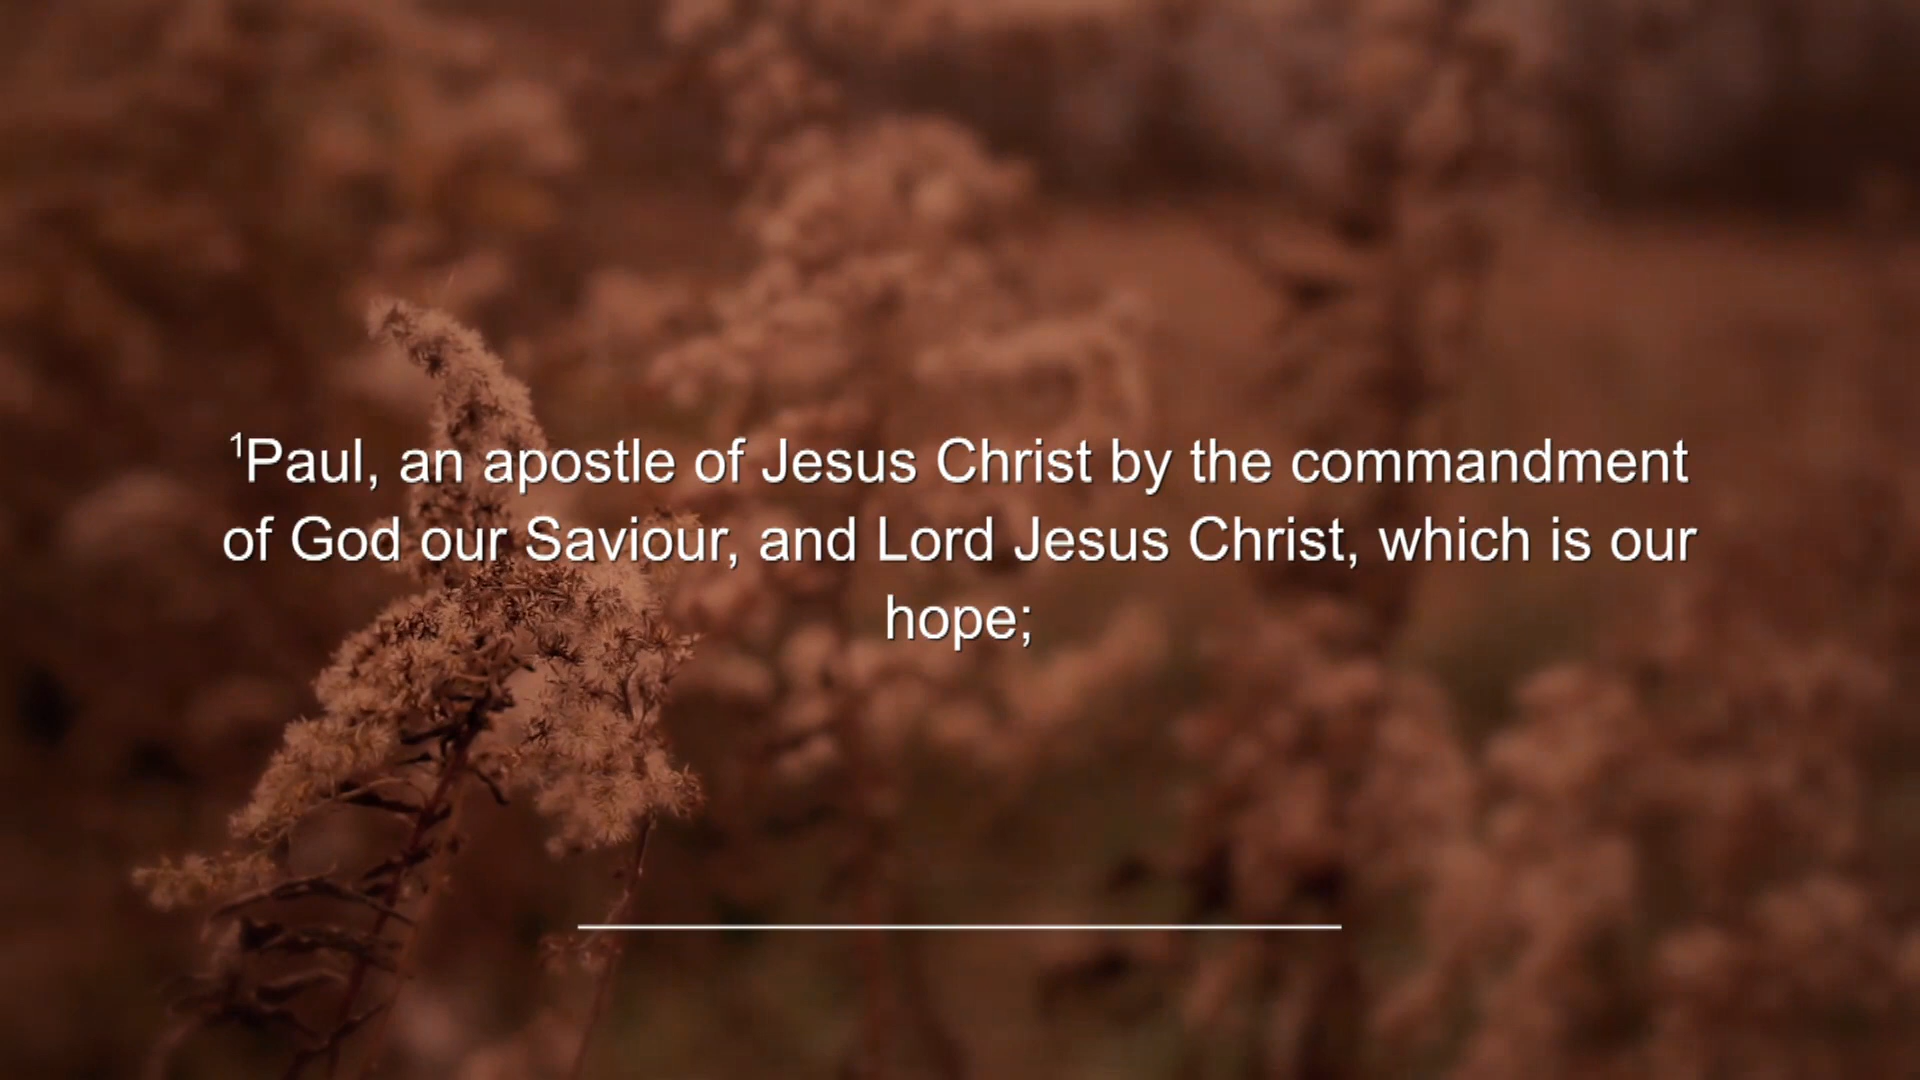 ¹Paul, an apostle of Jesus Christ by the commandment
of God our Saviour, and Lord Jesus Christ, which is our
hope;